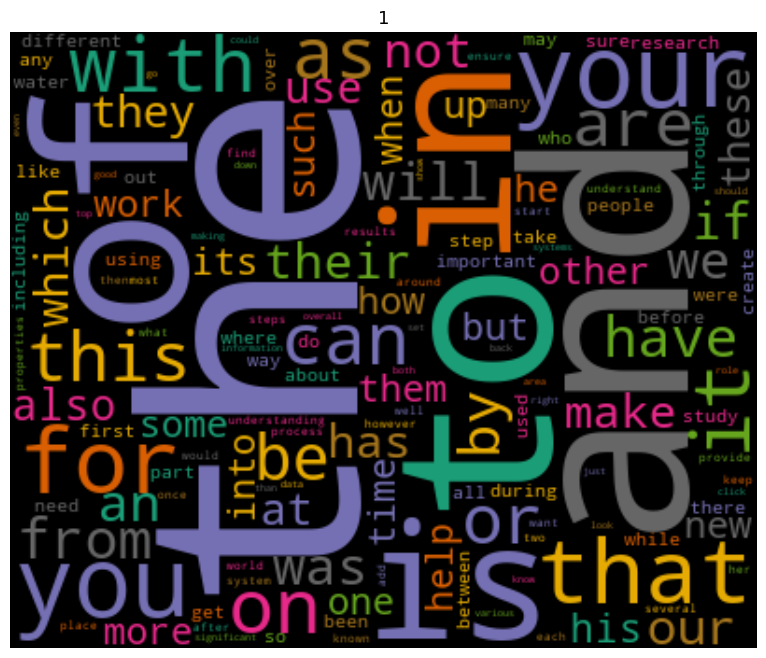 1
different could may sure research
with as not your
any go over use ensure
water they such when up many are these
even find down show who through
like good out will in he understand
work start people if
which top making results step take should
of the using its their important systems other we
including then most around were create
steps overall how to and before
what where do can set but have
this information way back
properties about both area role
also them used right make it
first some understanding well by study
for process however
part would has provide
be into than data all during just keep
an once at time or there click
need want new
from two look while
world was help between that her
you system add is know several
get on one various his our
place more after been each
significant so known